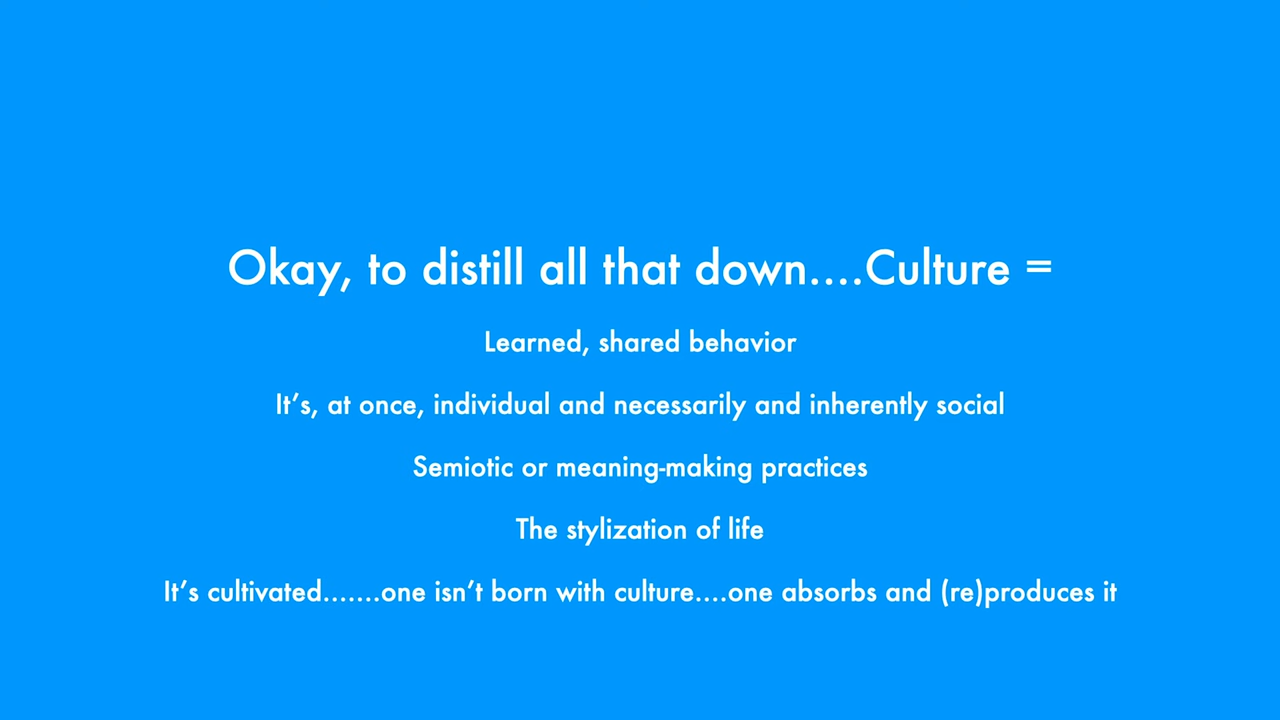 Okay, to distill all that down....Culture =
Learned, shared behavior
It’s, at once, individual and necessarily and inherently social
Semiotic or meaning-making practices
The stylization of life
It’s cultivated.......one isn’t born with culture....one absorbs and (re)produces it